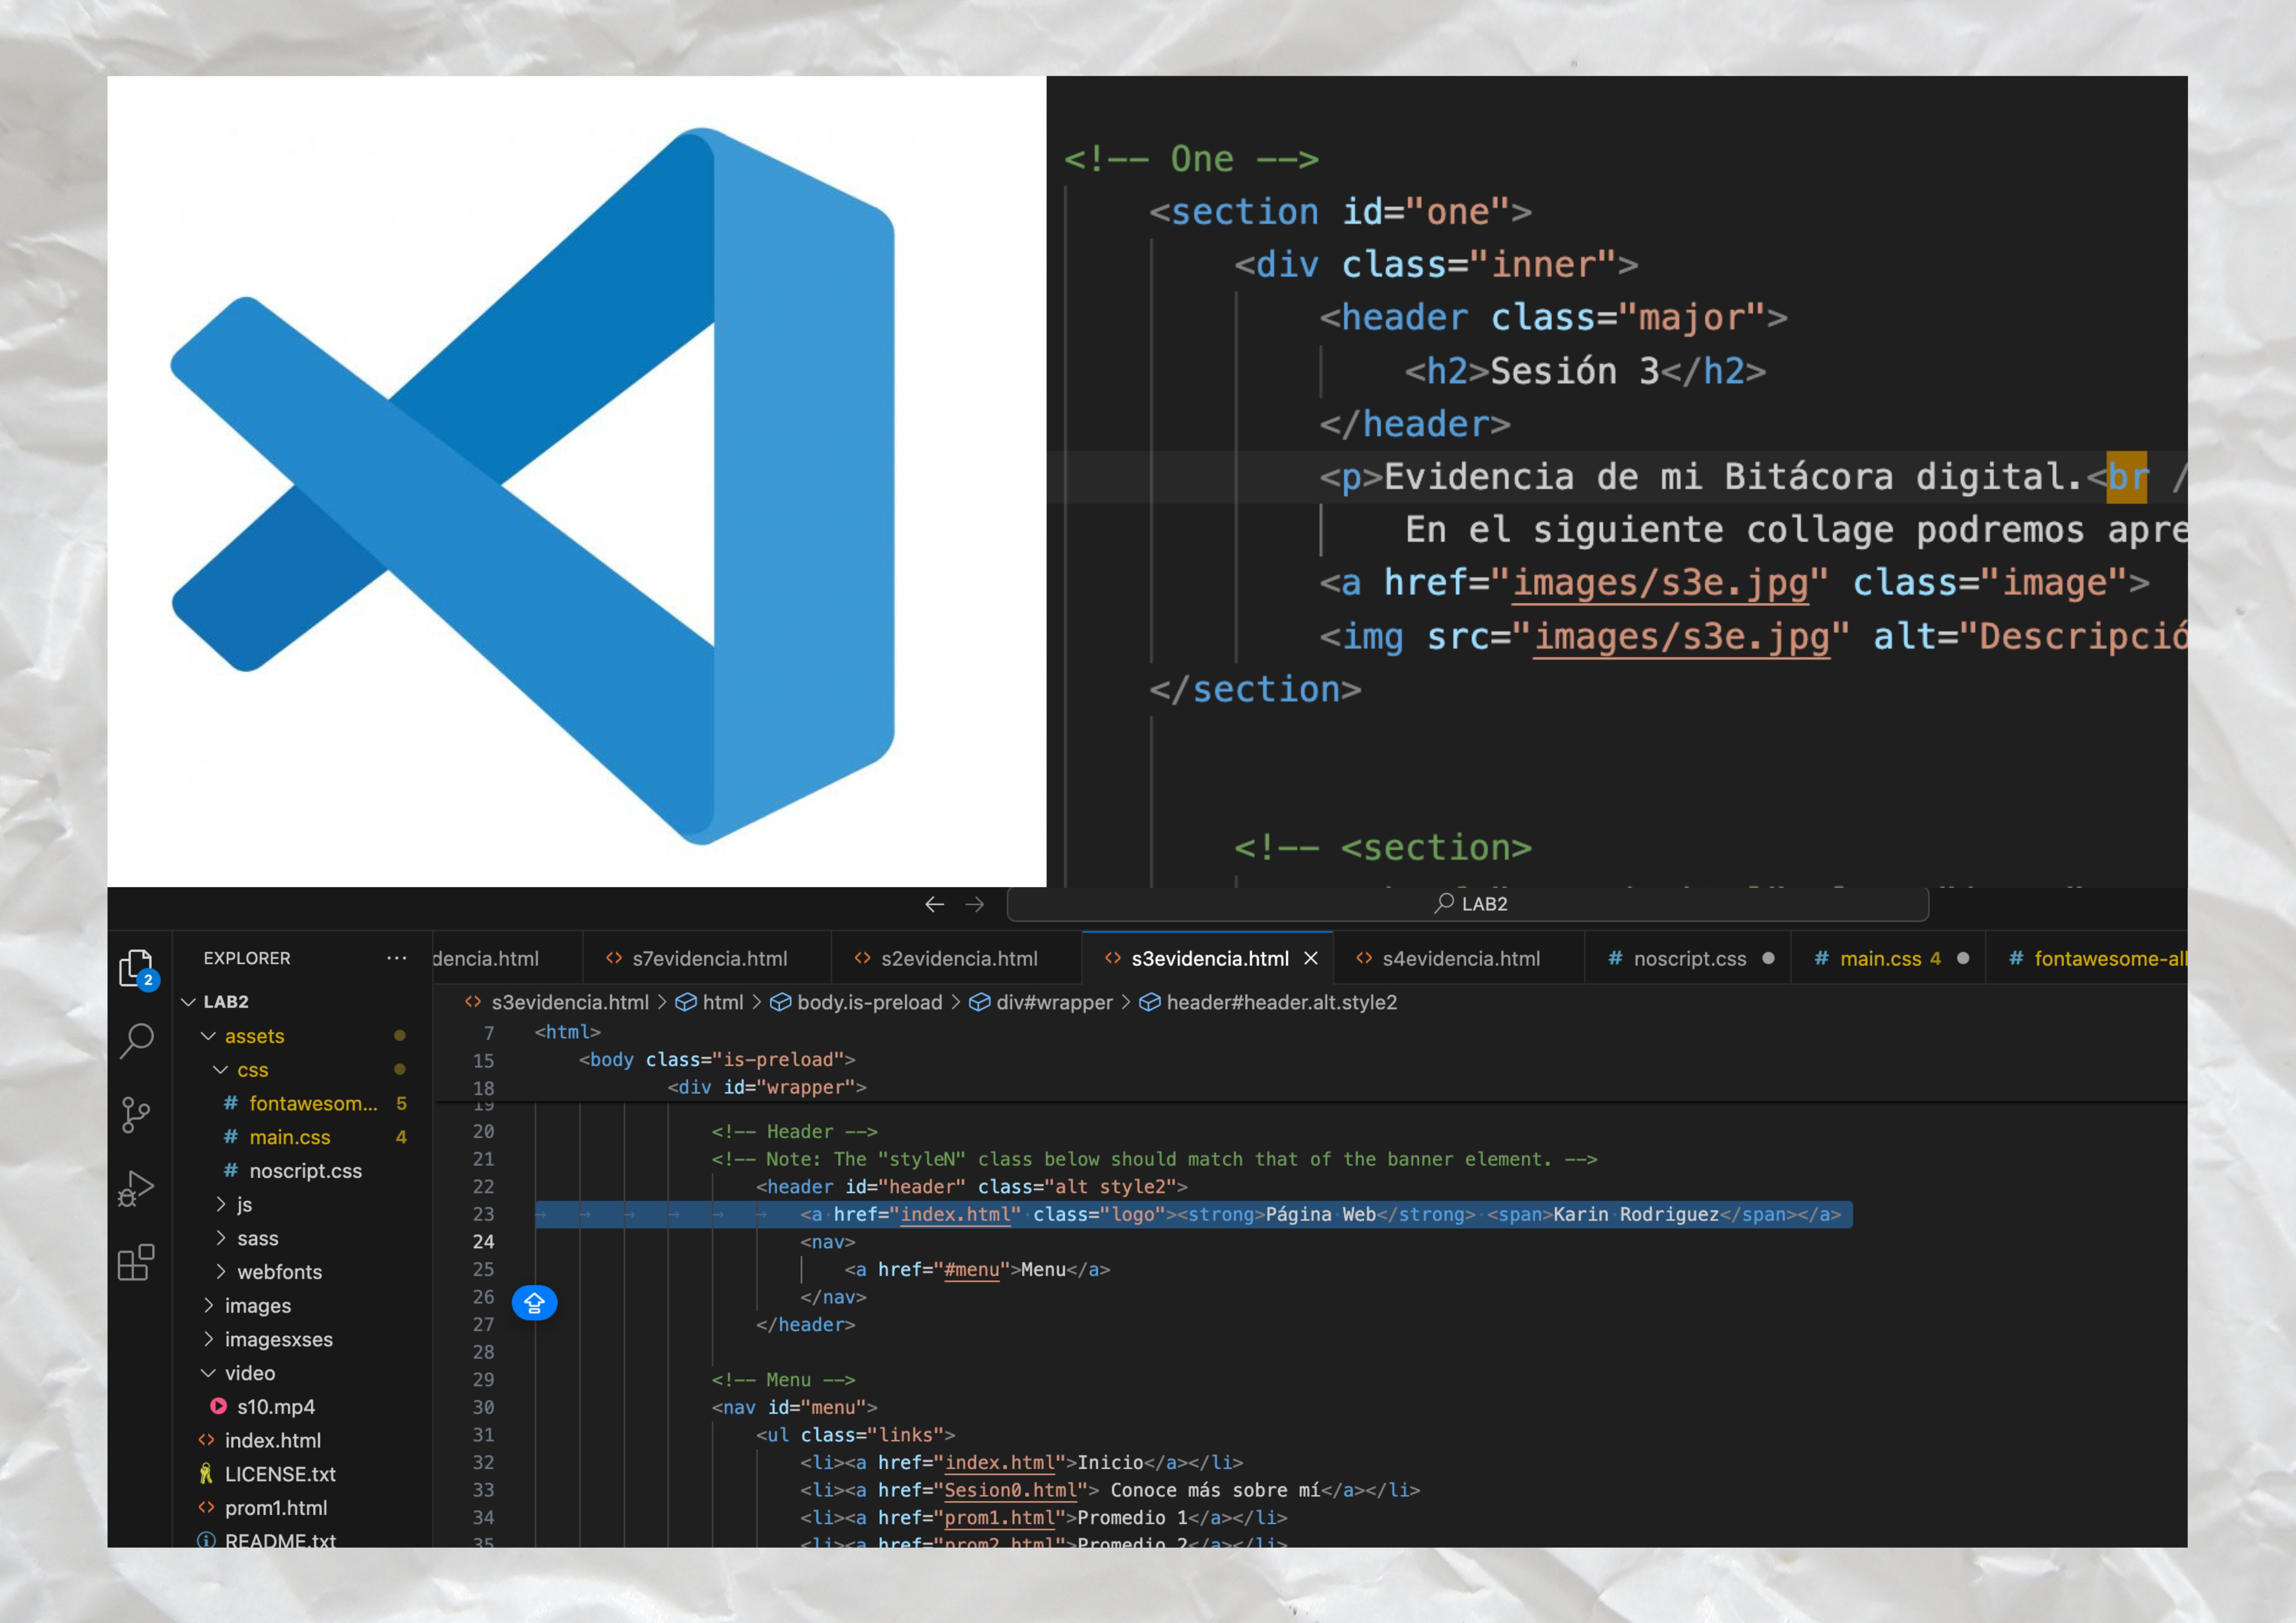 <!-- One -->
<section id="one">
<div class="inner">
<header class="major">
<h2>Sesión 3</h2>
</header>
<p>Evidencia de mi Bitácora digital.<br /
En el siguiente collage podremos apre
<a href="images/s3e.jpg" class="image">
<img src="images/s3e.jpg" alt="Descripció
</section>
<!-- <section>
LAB2
EXPLORER ...
dencia.html s7evidencia.html s2evidencia.html s3evidencia.html s4evidencia.html # noscript.css # main.css 4 # fontawesome-all
2
LAB2
s3evidencia.html > html > body.is-preload > div#wrapper > header#header.alt.style2
assets
css
# fontawesom... 5
# main.css 4
# noscript.css
js
sass
webfonts
images
imagesxses
video
s10.mp4
index.html
LICENSE.txt
prom1.html
README.txt
7 <html>
15 <body class="is-preload">
18 <div id="wrapper">
19
20 <!-- Header -->
21 <!-- Note: The "styleN" class below should match that of the banner element. -->
22 <header id="header" class="alt style2">
23 <a href="index.html" class="logo"><strong>Página Web</strong> <span>Karin Rodriguez</span></a>
24 <nav>
25 <a href="#menu">Menu</a>
26 </nav>
27 </header>
28
29 <!-- Menu -->
30 <nav id="menu">
31 <ul class="links">
32 <li><a href="index.html">Inicio</a></li>
33 <li><a href="Sesion0.html"> Conoce más sobre mí</a></li>
34 <li><a href="prom1.html">Promedio 1</a></li>
35 <li><a href="prom2.html">Promedio 2</a></li>